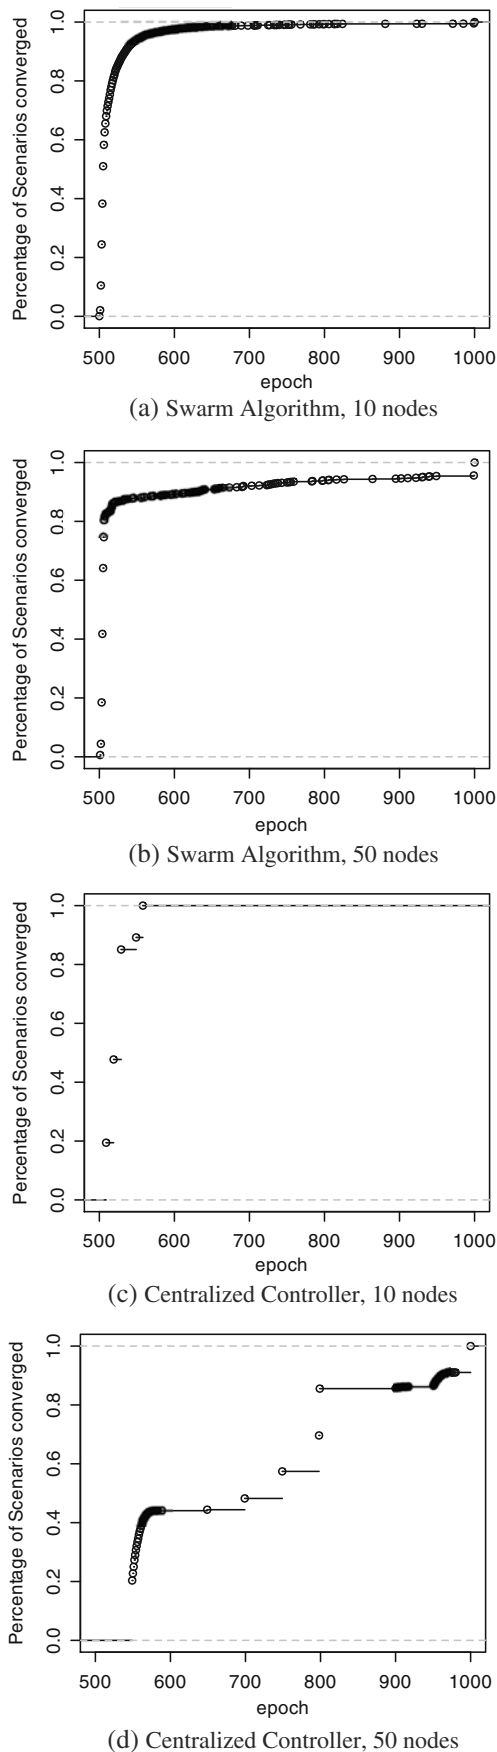 1.0
0.8
0.6
0.4
0.2
0.0
Percentage of Scenarios converged
500 600 700 800 900 1000
epoch
(a) Swarm Algorithm, 10 nodes
1.0
0.8
0.6
0.4
0.2
0.0
Percentage of Scenarios converged
500 600 700 800 900 1000
epoch
(b) Swarm Algorithm, 50 nodes
1.0
0.8
0.6
0.4
0.2
0.0
Percentage of Scenarios converged
500 600 700 800 900 1000
epoch
(c) Centralized Controller, 10 nodes
1.0
0.8
0.6
0.4
0.2
0.0
Percentage of Scenarios converged
500 600 700 800 900 1000
epoch
(d) Centralized Controller, 50 nodes